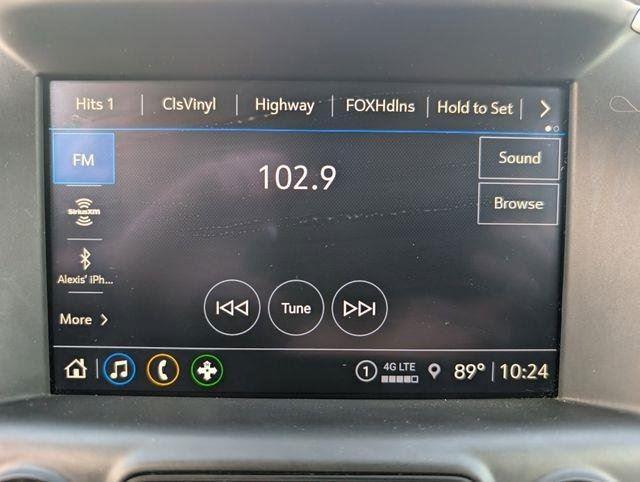 Hits 1 ClsVinyl Highway FOXHdlns Hold to Set
FM
102.9
Sound
Browse
SiriusXM
Alexis' iPh...
More
Tune
1 4G LTE 89° 10:24